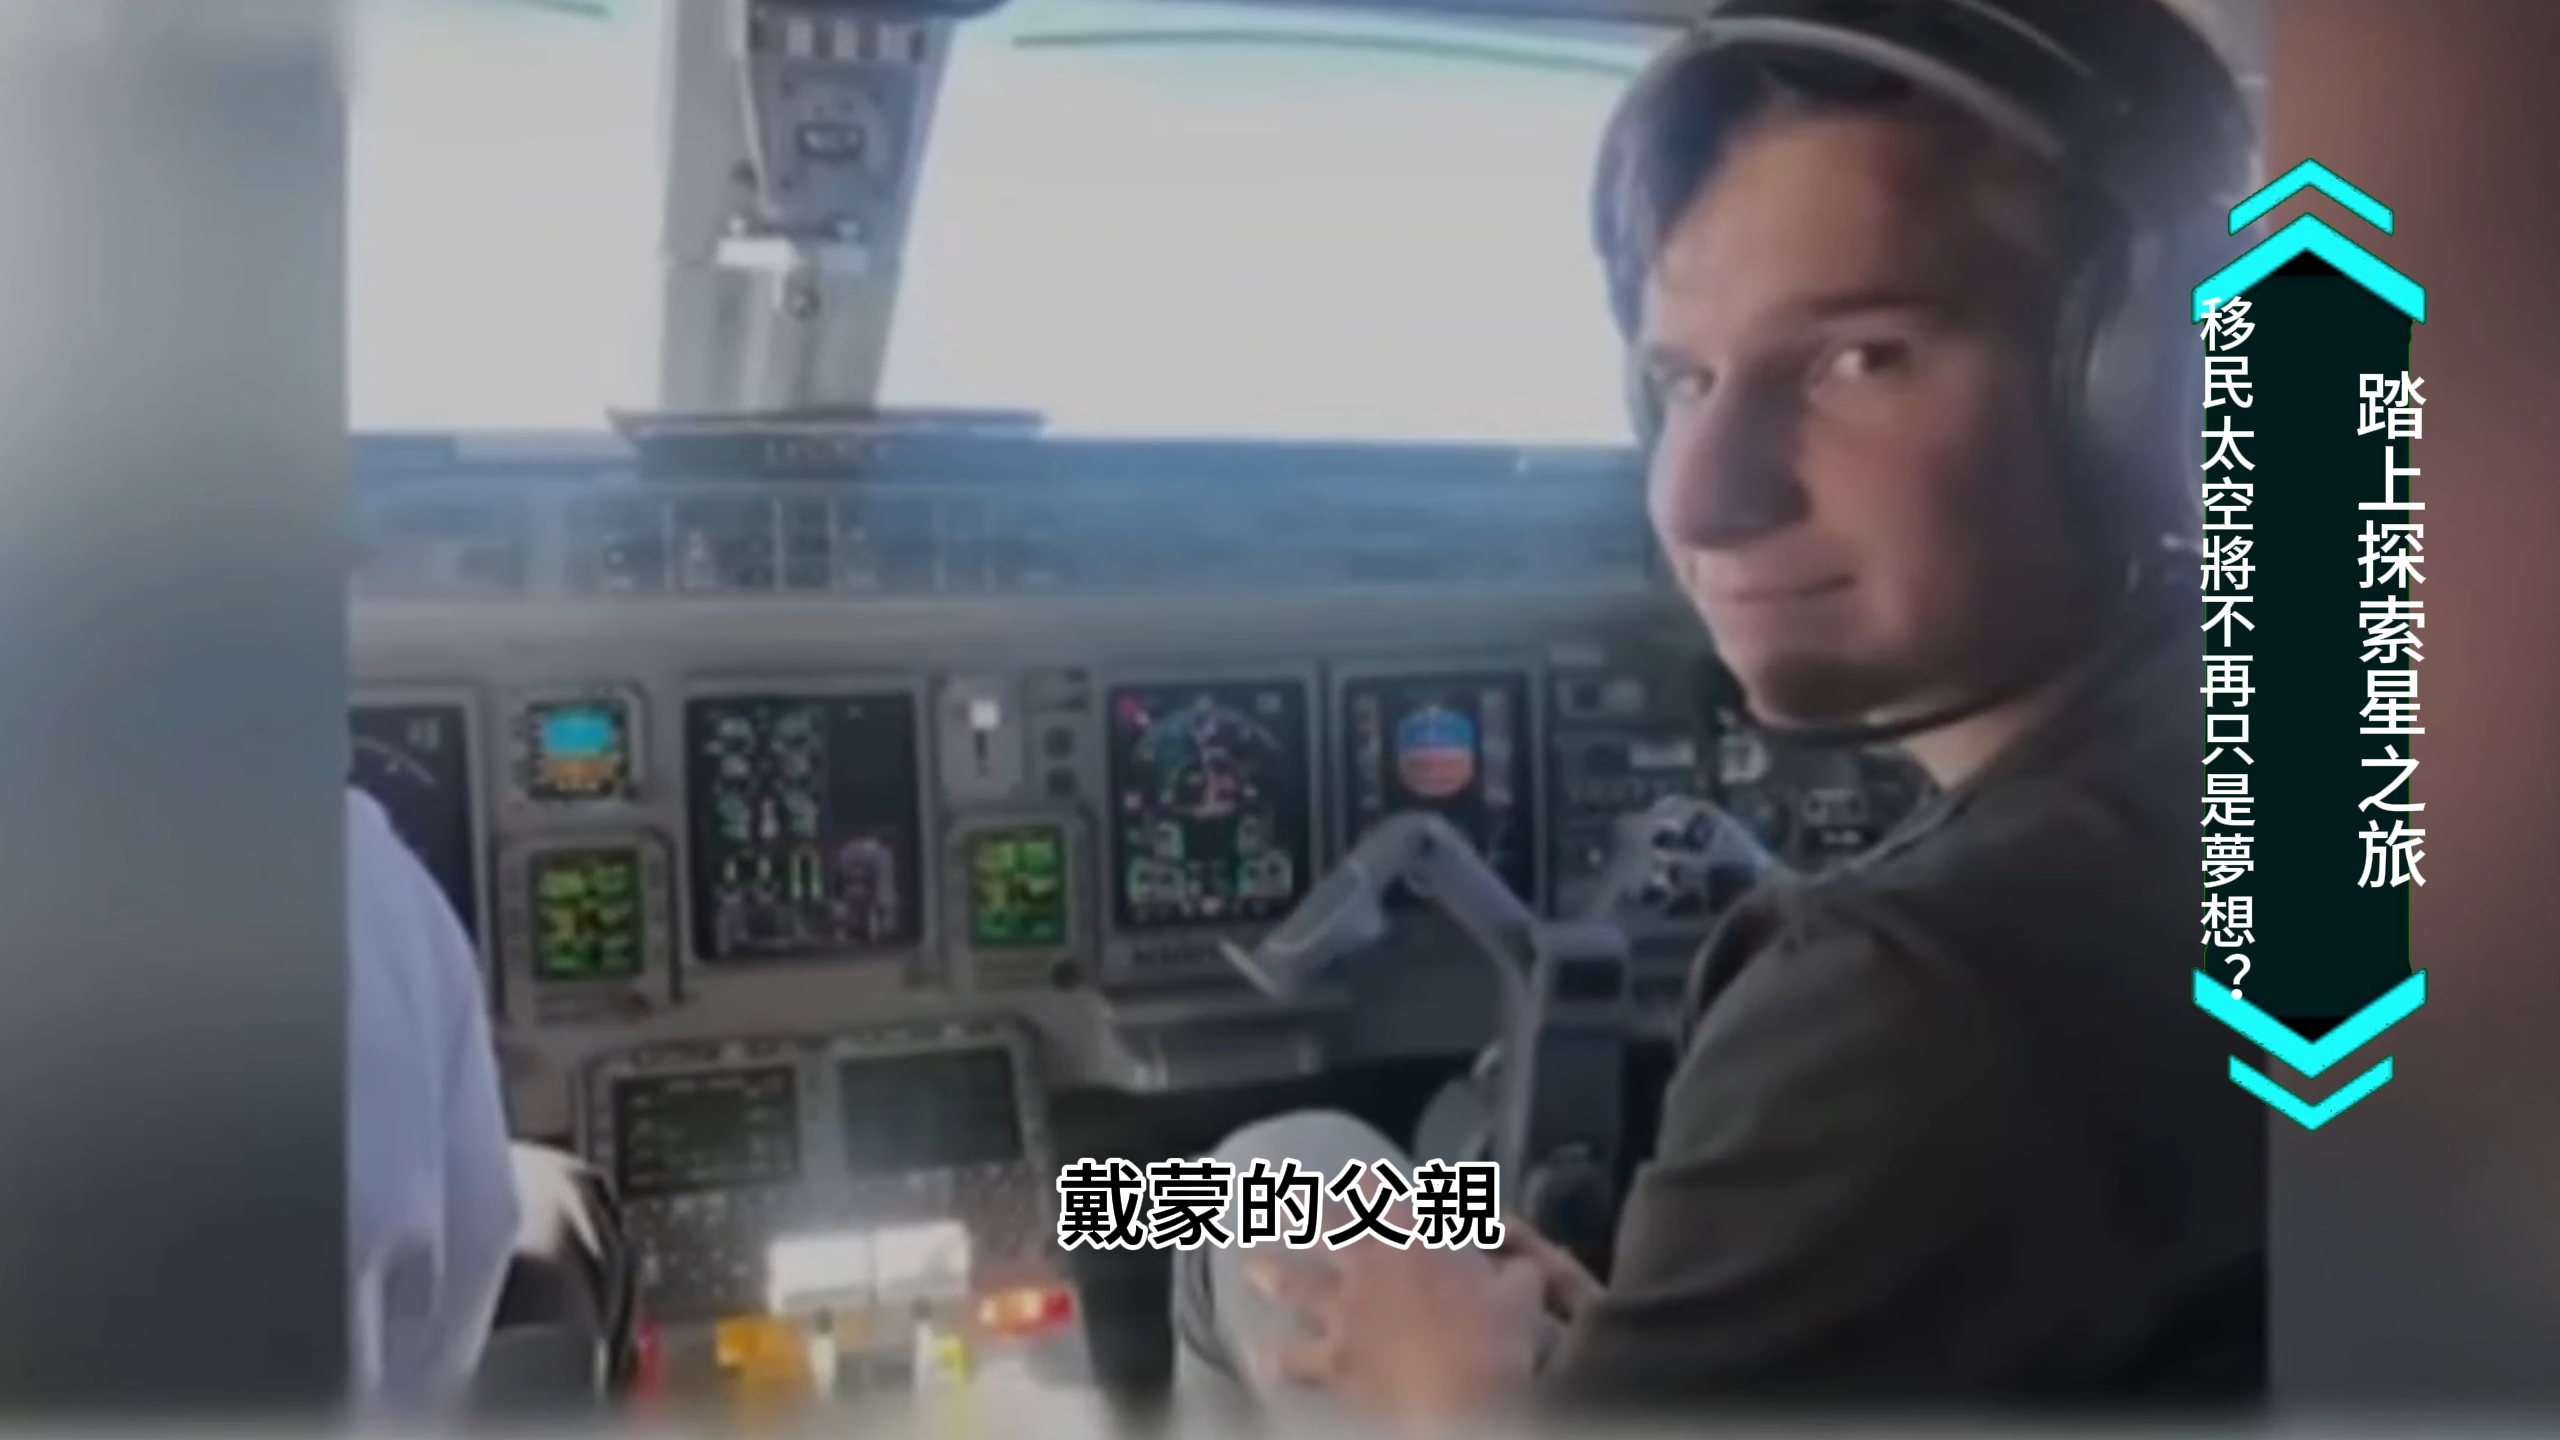 踏上探索星之旅
移民太空將不再只是夢想？
戴蒙的父親